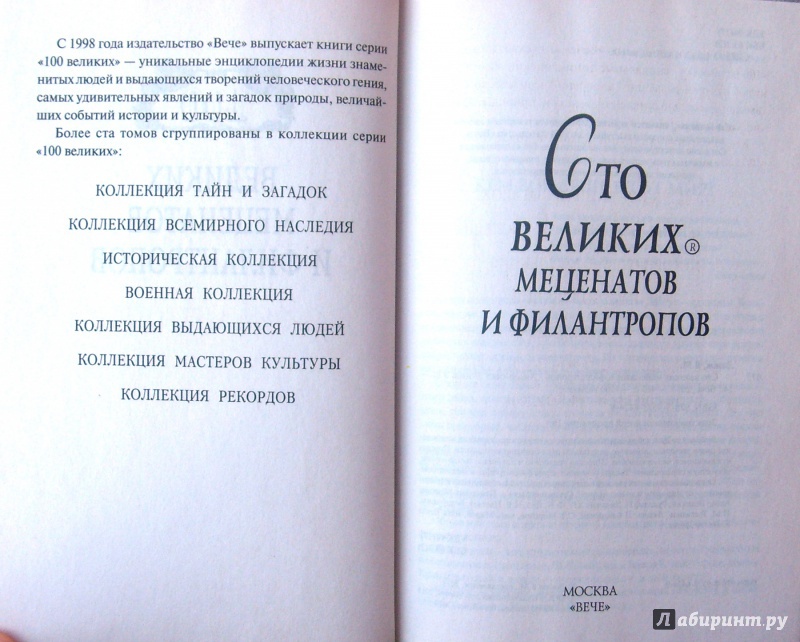 С 1998 года издательство «Вече» выпускает книги серии
«100 великих» — уникальные энциклопедии жизни знаме-
нитых людей и выдающихся творений человеческого гения,
самых удивительных явлений и загадок природы, величай-
ших событий истории и культуры.
Более ста томов сгруппированы в коллекции серии
«100 великих»:
КОЛЛЕКЦИЯ ТАЙН И ЗАГАДОК
КОЛЛЕКЦИЯ ВСЕМИРНОГО НАСЛЕДИЯ
ИСТОРИЧЕСКАЯ КОЛЛЕКЦИЯ
ВОЕННАЯ КОЛЛЕКЦИЯ
КОЛЛЕКЦИЯ ВЫДАЮЩИХСЯ ЛЮДЕЙ
КОЛЛЕКЦИЯ МАСТЕРОВ КУЛЬТУРЫ
КОЛЛЕКЦИЯ РЕКОРДОВ
Сто
ВЕЛИКИХ®
МЕЦЕНАТОВ
И ФИЛАНТРОПОВ
МОСКВА
«ВЕЧЕ»
Лабиринт.ру